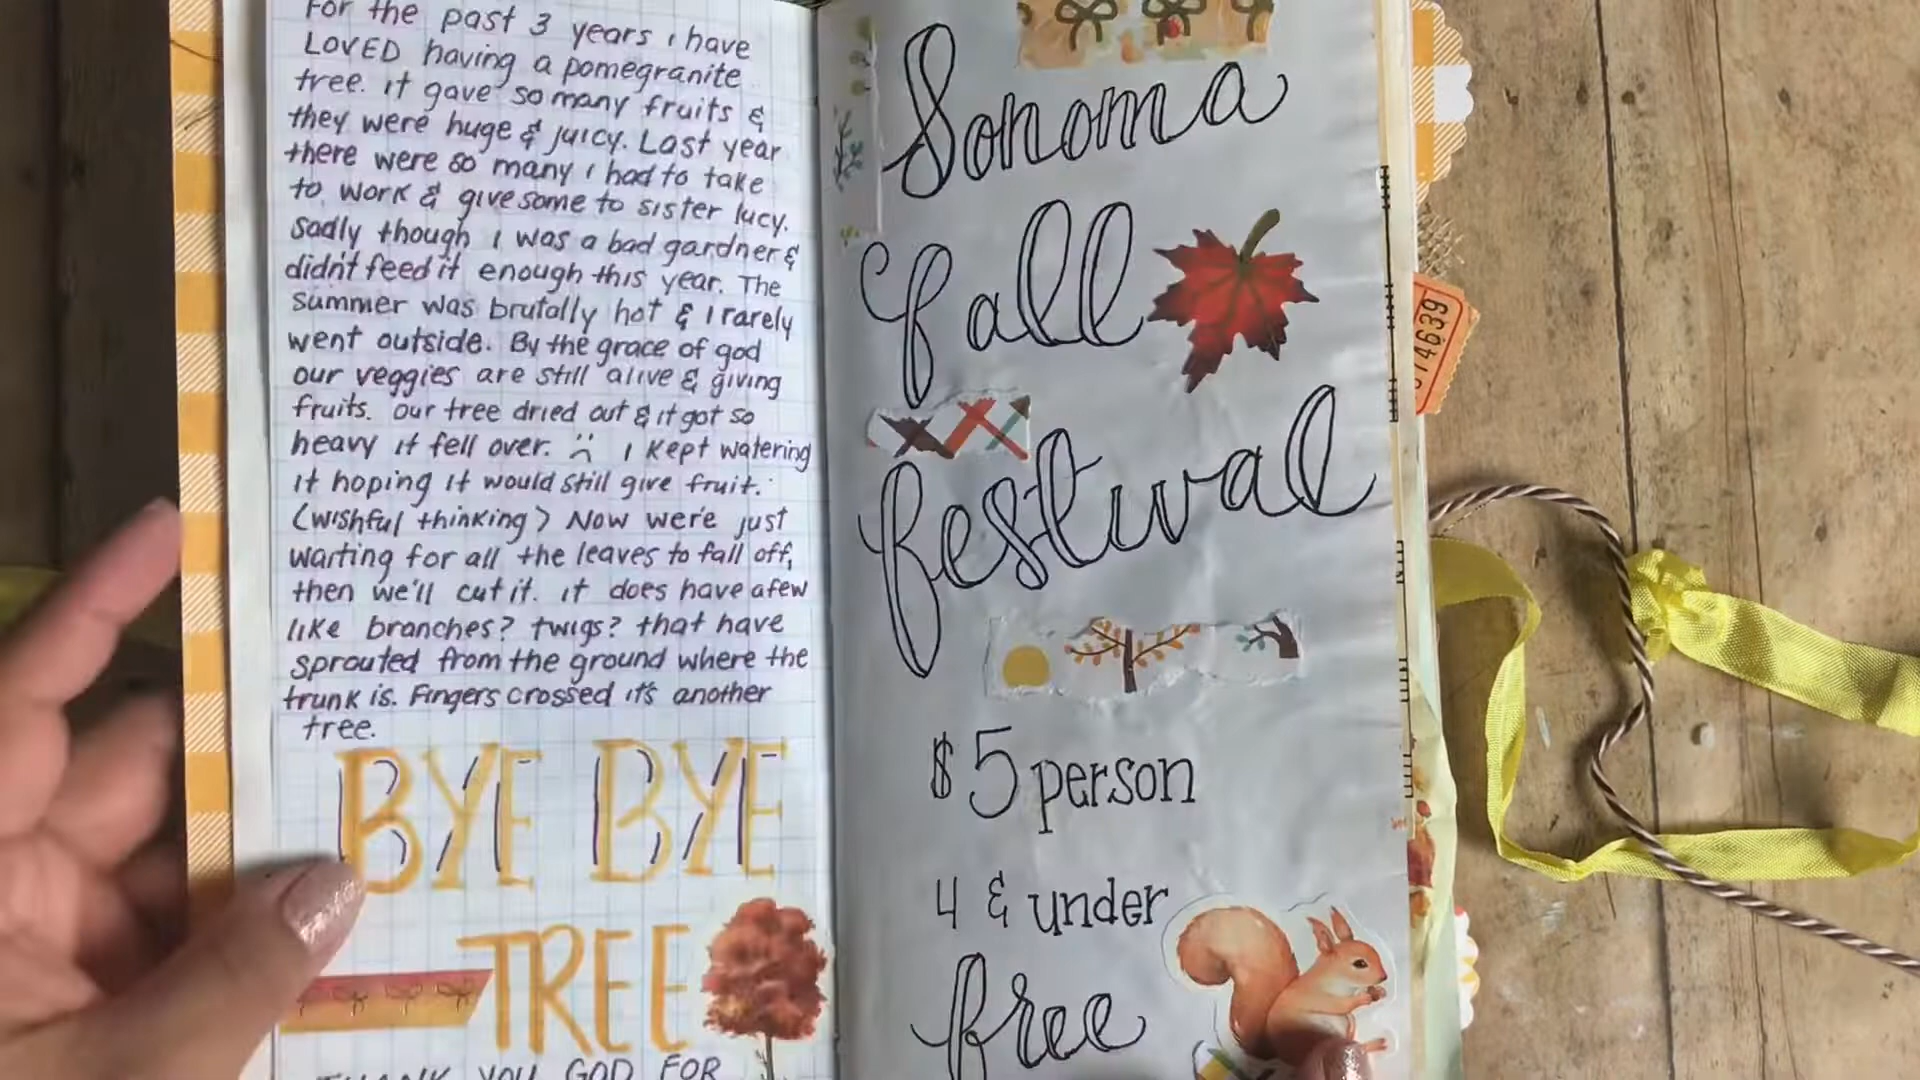 For the past 3 years i have
LOVED having a pomegranite
tree. it gave so many fruits &
they were huge & juicy. Last year
there were so many i had to take
to work & give some to sister lucy.
Sadly though i was a bad gardner &
didn't feed it enough this year. The
summer was brutally hot & i rarely
went outside. By the grace of god
our veggies are still alive & giving
fruits. our tree dried out & it got so
heavy it fell over. :( i kept watering
it hoping it would still give fruit.
(wishful thinking) Now we're just
waiting for all the leaves to fall off,
then we'll cut it. it does have a few
like branches? twigs? that have
sprouted from the ground where the
trunk is. Fingers crossed it's another
tree.
BYE BYE
TREE
THANK YOU GOD FOR
Sonoma
fall
festival
$5 person
4 & under
free
574639